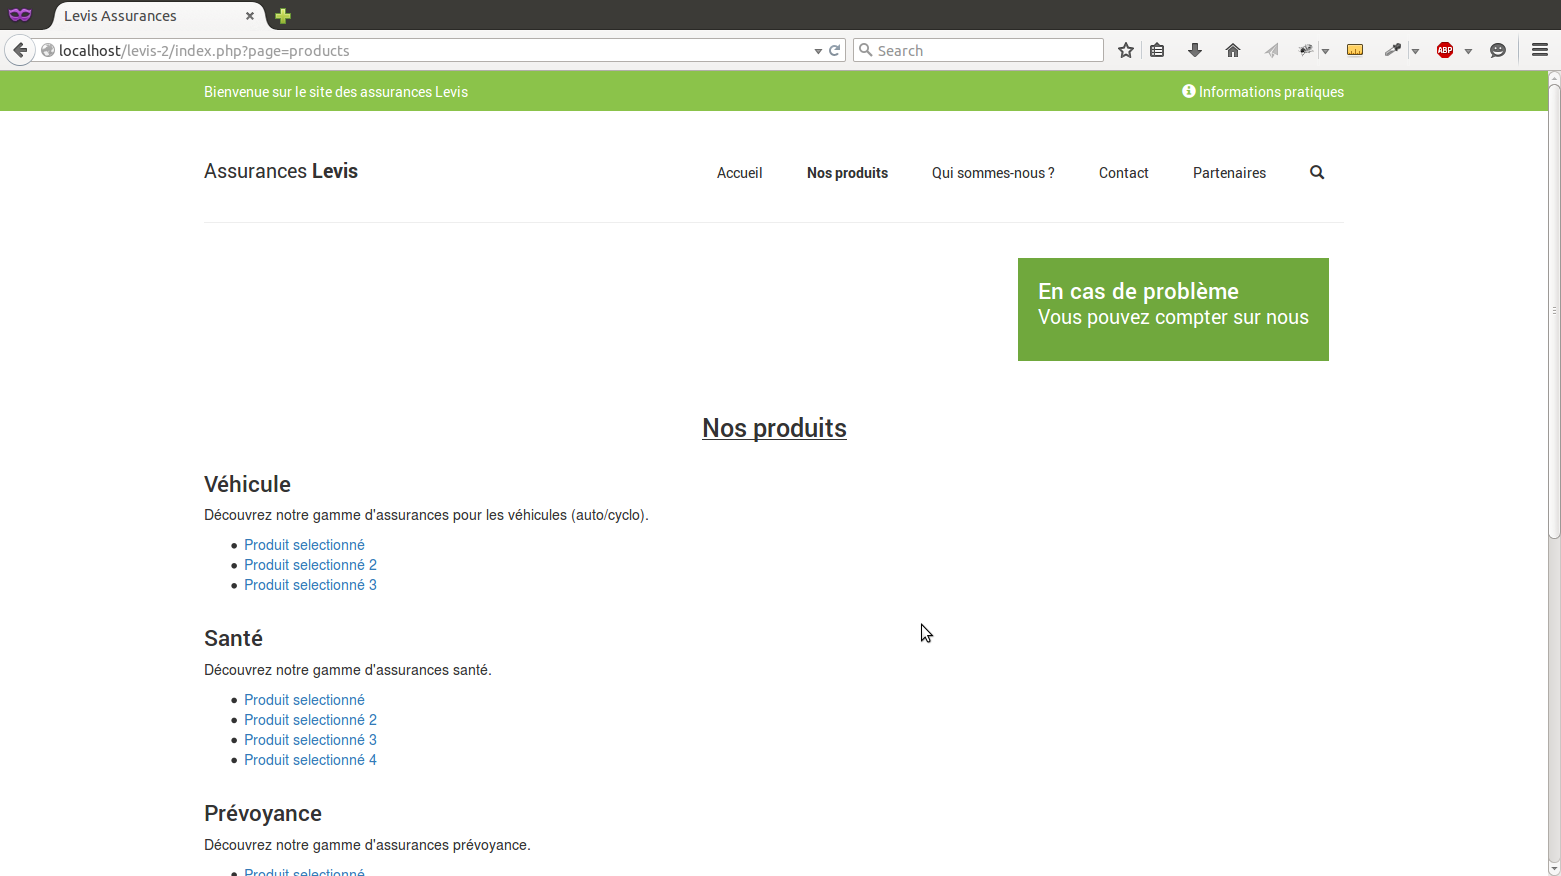 Levis Assurances
localhost/levis-2/index.php?page=products
Search
ABP
Bienvenue sur le site des assurances Levis
Informations pratiques
Assurances Levis
Accueil
Nos produits
Qui sommes-nous ?
Contact
Partenaires
En cas de problème
Vous pouvez compter sur nous
Nos produits
Véhicule
Découvrez notre gamme d'assurances pour les véhicules (auto/cyclo).
Produit selectionné
Produit selectionné 2
Produit selectionné 3
Santé
Découvrez notre gamme d'assurances santé.
Produit selectionné
Produit selectionné 2
Produit selectionné 3
Produit selectionné 4
Prévoyance
Découvrez notre gamme d'assurances prévoyance.
Produit selectionné